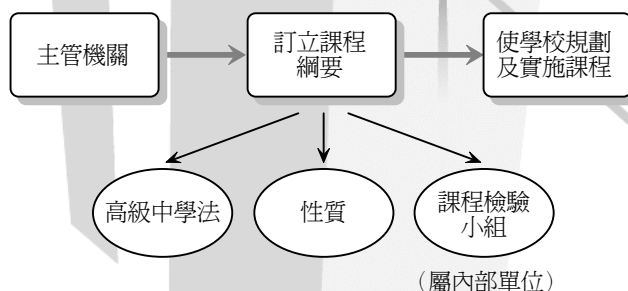 主管機關
訂立課程
綱要
使學校規劃
及實施課程
高級中學法
性質
課程檢驗
小組
（屬內部單位）